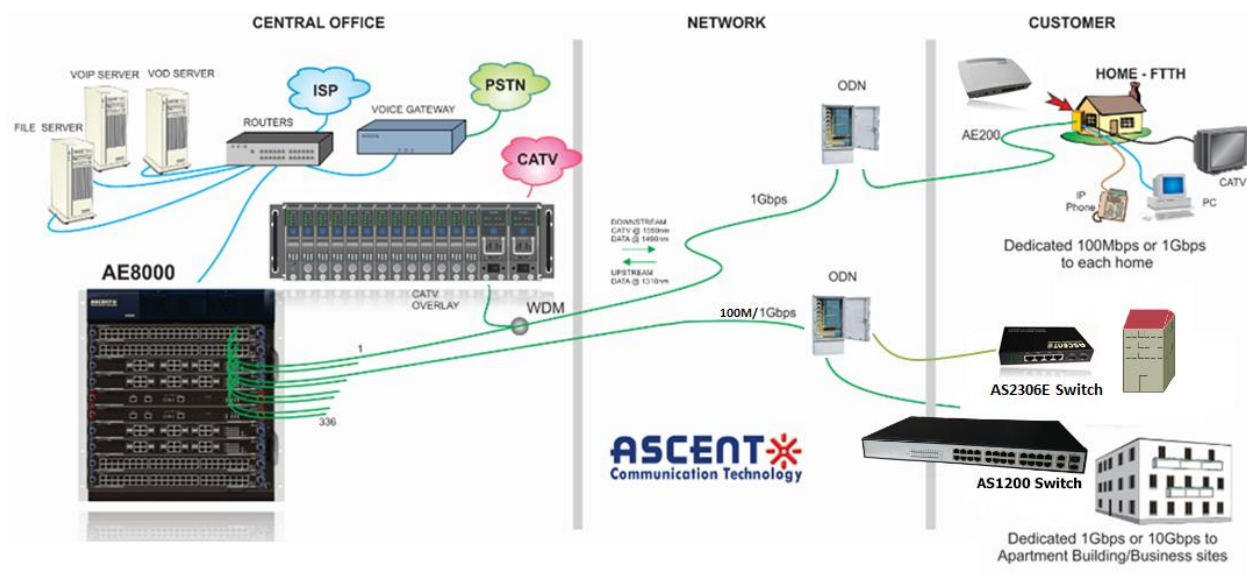 CENTRAL OFFICE
NETWORK
CUSTOMER
VOIP SERVER
VOD SERVER
FILE SERVER
ROUTERS
ISP
VOICE GATEWAY
PSTN
CATV
AE8000
ASCENT
CATV
OVERLAY
WDM
1
336
DOWNSTREAM
CATV @ 1550nm
DATA @ 1490nm
UPSTREAM
DATA @ 1310nm
1Gbps
ODN
100M/1Gbps
ODN
ASCENT
Communication Technology
HOME - FTTH
AE200
IP
Phone
PC
CATV
Dedicated 100Mbps or 1Gbps
to each home
ASCENT
AS2306E Switch
AS1200 Switch
Dedicated 1Gbps or 10Gbps to
Apartment Building/Business sites